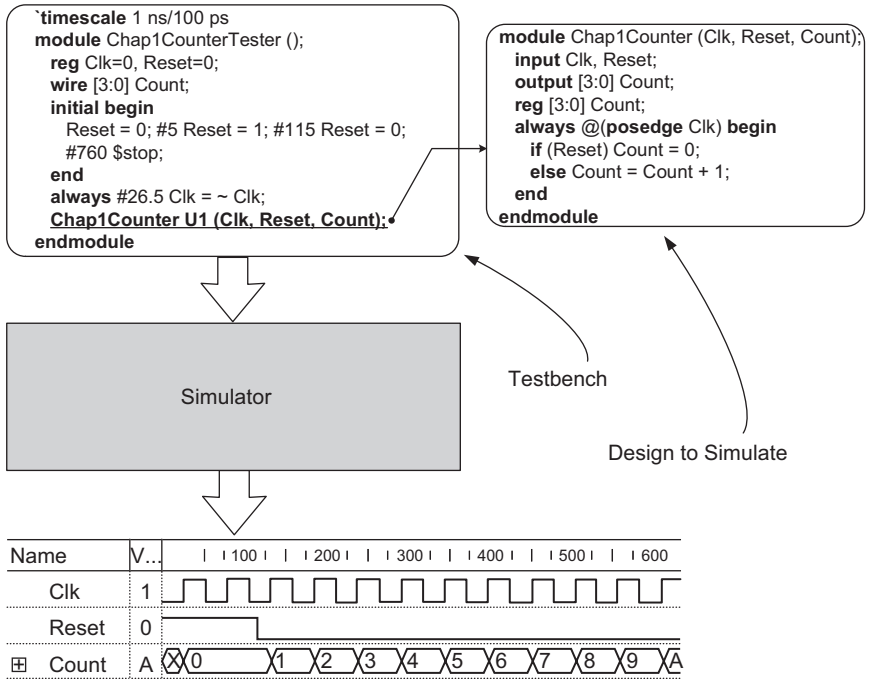 `timescale 1 ns/100 ps
module Chap1CounterTester ();
reg Clk=0, Reset=0;
wire [3:0] Count;
initial begin
Reset = 0; #5 Reset = 1; #115 Reset = 0;
#760 $stop;
end
always #26.5 Clk = ~ Clk;
Chap1Counter U1 (Clk, Reset, Count);
endmodule
module Chap1Counter (Clk, Reset, Count);
input Clk, Reset;
output [3:0] Count;
reg [3:0] Count;
always @(posedge Clk) begin
if (Reset) Count = 0;
else Count = Count + 1;
end
endmodule
Testbench
Simulator
Design to Simulate
Name V... 100 200 300 400 500 600
Clk 1
Reset 0
Count A X 0 1 2 3 4 5 6 7 8 9 A